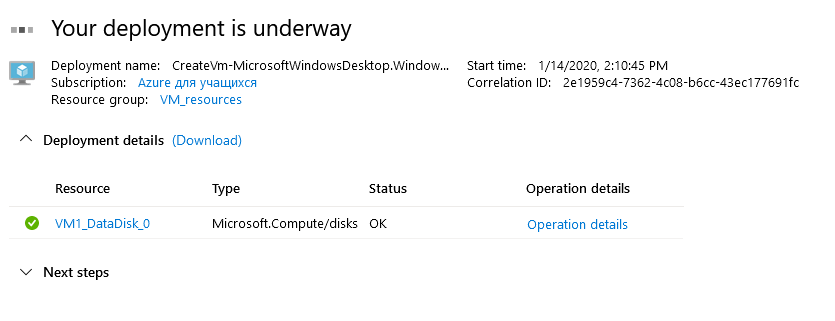 Your deployment is underway
Deployment name: CreateVm-MicrosoftWindowsDesktop.Window...
Start time: 1/14/2020, 2:10:45 PM
Subscription: Azure для учащихся
Correlation ID: 2e1959c4-7362-4c08-b6cc-43ec177691fc
Resource group: VM_resources
Deployment details (Download)
Resource Type Status Operation details
VM1_DataDisk_0 Microsoft.Compute/disks OK Operation details
Next steps